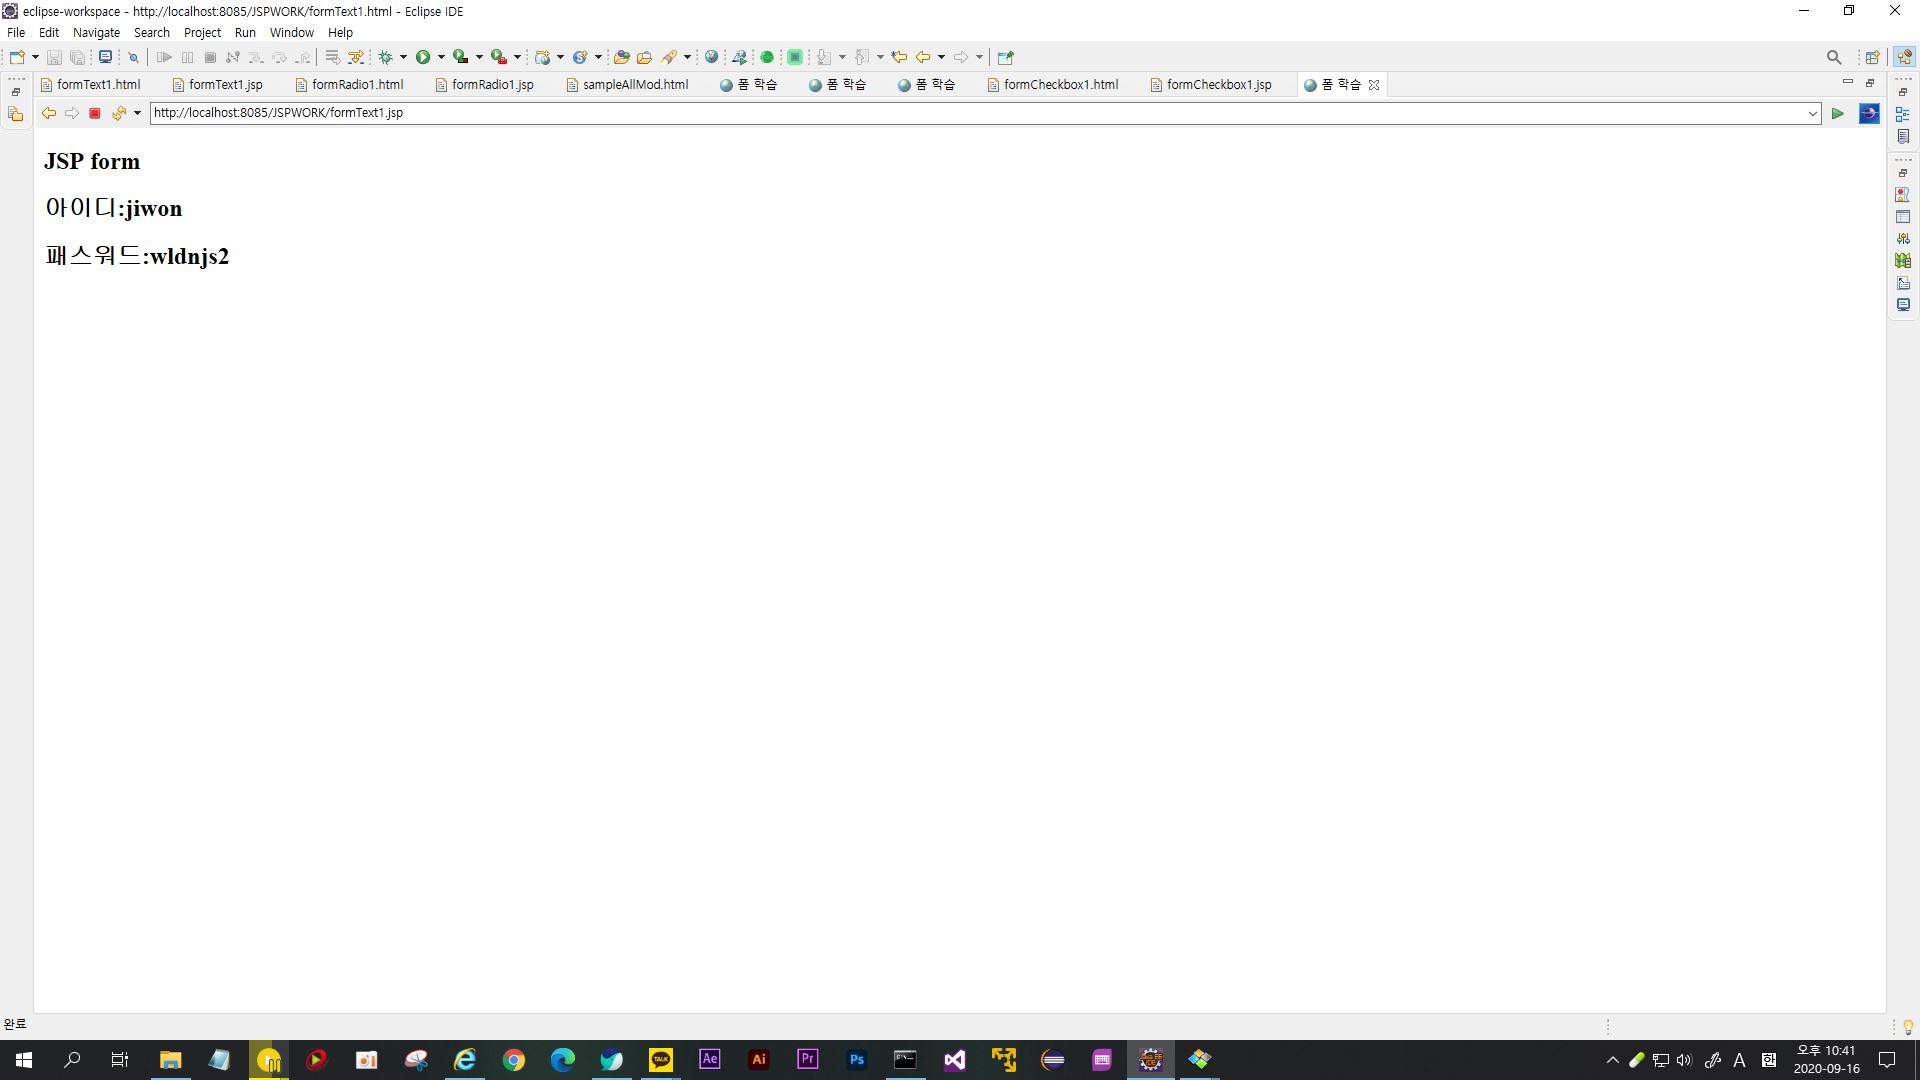 eclipse-workspace - http://localhost:8085/JSPWORK/formText1.html - Eclipse IDE
File Edit Navigate Search Project Run Window Help
formText1.html formText1.jsp formRadio1.html formRadio1.jsp sampleAllMod.html 폼 학습 폼 학습 폼 학습 formCheckbox1.html formCheckbox1.jsp 폼 학습
http://localhost:8085/JSPWORK/formText1.jsp
JSP form
아이디:jiwon
패스워드:wldnjs2
완료
TALK Ae Ai Pr Ps A 한 오후 10:41
2020-09-16